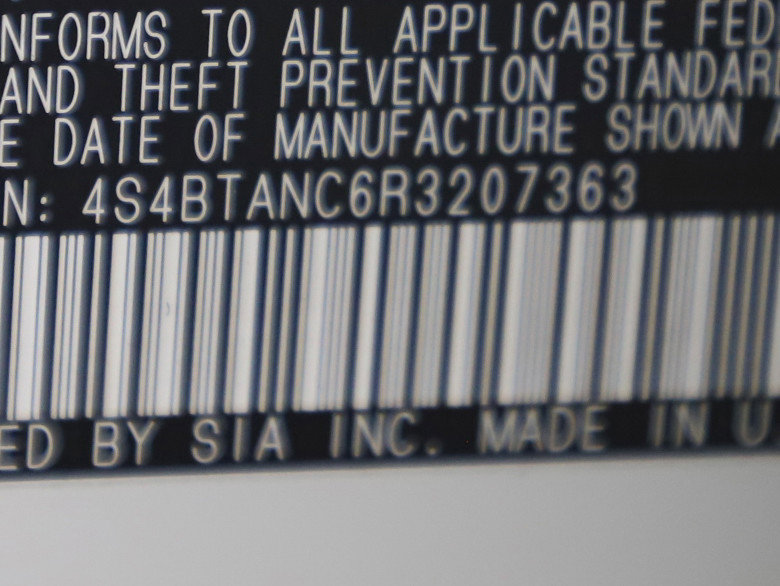 NFORMS TO ALL APPLICABLE FED
AND THEFT PREVENTION STANDAR
E DATE OF MANUFACTURE SHOWN A
N: 4S4BTANC6R3207363
ED BY SIA INC. MADE IN U